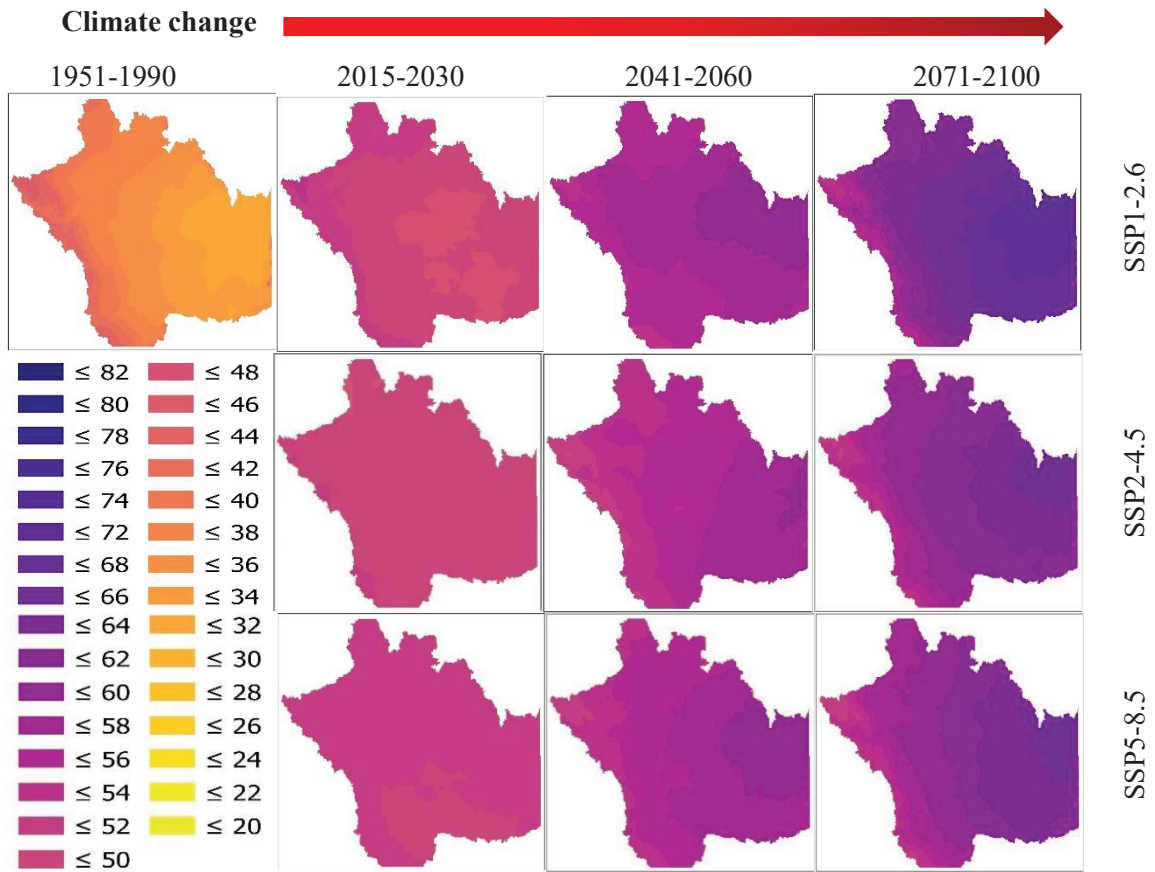 Climate change
1951-1990 2015-2030 2041-2060 2071-2100
SSP1-2.6
≤ 82 ≤ 48
≤ 80 ≤ 46
≤ 78 ≤ 44
≤ 76 ≤ 42
≤ 74 ≤ 40
≤ 72 ≤ 38
≤ 68 ≤ 36
≤ 66 ≤ 34
≤ 64 ≤ 32
≤ 62 ≤ 30
≤ 60 ≤ 28
≤ 58 ≤ 26
≤ 56 ≤ 24
≤ 54 ≤ 22
≤ 52 ≤ 20
≤ 50
SSP2-4.5
SSP5-8.5